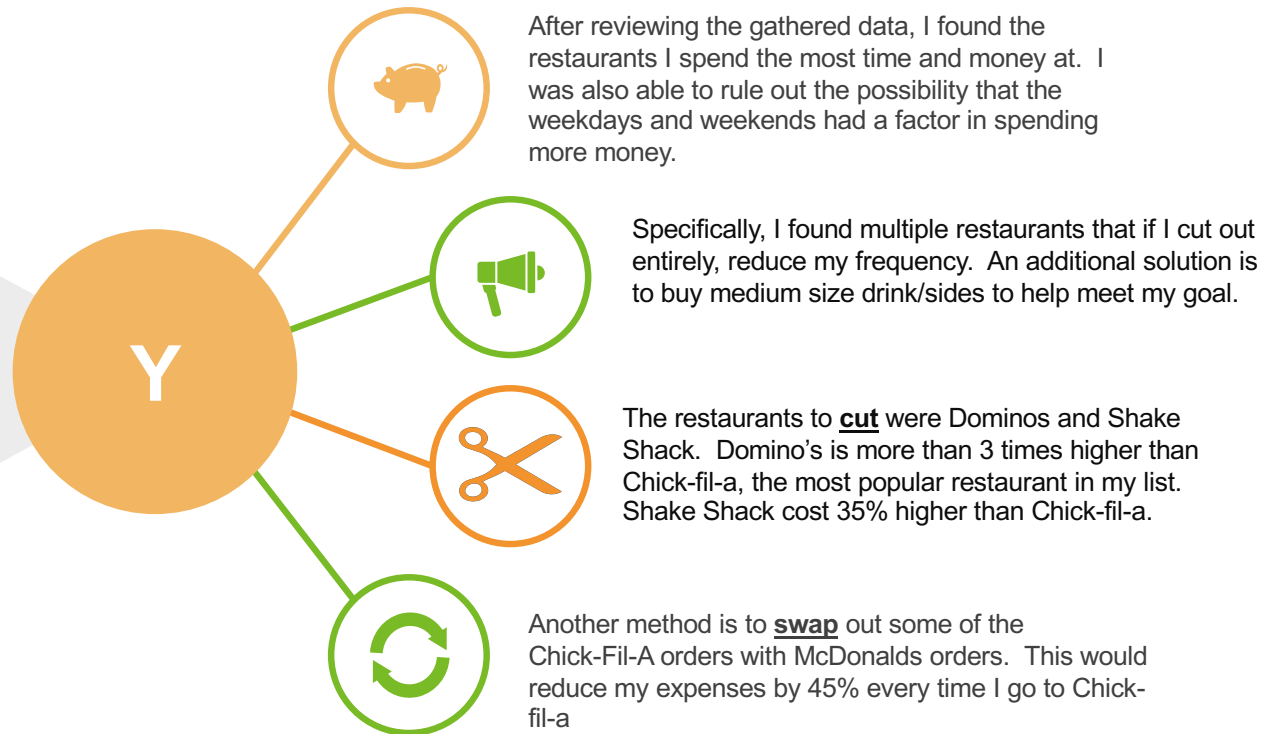 After reviewing the gathered data, I found the
restaurants I spend the most time and money at.  I
was also able to rule out the possibility that the
weekdays and weekends had a factor in spending
more money.
Specifically, I found multiple restaurants that if I cut out
entirely, reduce my frequency.  An additional solution is
to buy medium size drink/sides to help meet my goal.
Y
The restaurants to cut were Dominos and Shake
Shack.  Domino’s is more than 3 times higher than
Chick-fil-a, the most popular restaurant in my list.
Shake Shack cost 35% higher than Chick-fil-a.
Another method is to swap out some of the
Chick-Fil-A orders with McDonalds orders.  This would
reduce my expenses by 45% every time I go to Chick-
fil-a